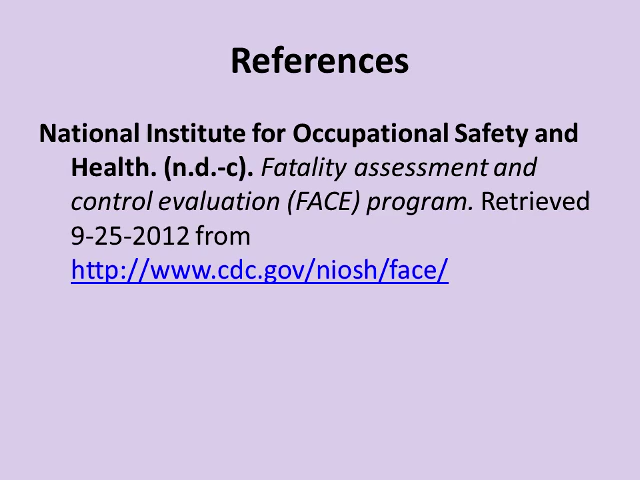 References
National Institute for Occupational Safety and
Health. (n.d.-c). Fatality assessment and
control evaluation (FACE) program. Retrieved
9-25-2012 from
http://www.cdc.gov/niosh/face/